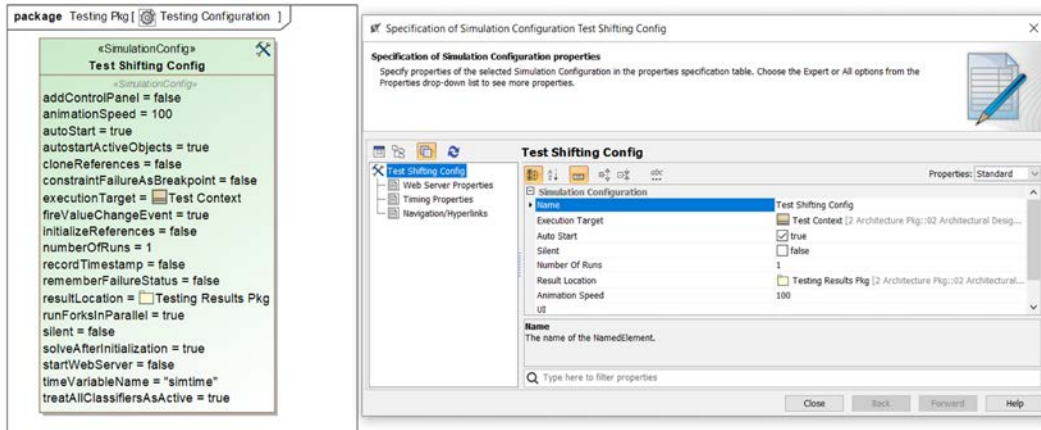 package Testing Pkg [ Testing Configuration ]
«SimulationConfig»
Test Shifting Config
«SimulationConfig»
addControlPanel = false
animationSpeed = 100
autoStart = true
autostartActiveObjects = true
cloneReferences = false
constraintFailureAsBreakpoint = false
executionTarget = Test Context
fireValueChangeEvent = true
initializeReferences = false
numberOfRuns = 1
recordTimestamp = false
rememberFailureStatus = false
resultLocation = Testing Results Pkg
runForksInParallel = true
silent = false
solveAfterInitialization = true
startWebServer = false
timeVariableName = "simtime"
treatAllClassifiersAsActive = true
Specification of Simulation Configuration Test Shifting Config
Specification of Simulation Configuration properties
Specify properties of the selected Simulation Configuration in the properties specification table. Choose the Expert or All options from the
Properties drop-down list to see more properties.
Test Shifting Config
Web Server Properties
Timing Properties
Navigation/Hyperlinks
Test Shifting Config
Properties: Standard
Simulation Configuration
Name Test Shifting Config
Execution Target Test Context [2 Architecture Pkg::02 Architectural Desig...
Auto Start true
Silent false
Number Of Runs 1
Result Location Testing Results Pkg [2 Architecture Pkg::02 Architectural...
Animation Speed 100
UI
Name
The name of the NamedElement.
Type here to filter properties
Close Back Forward Help